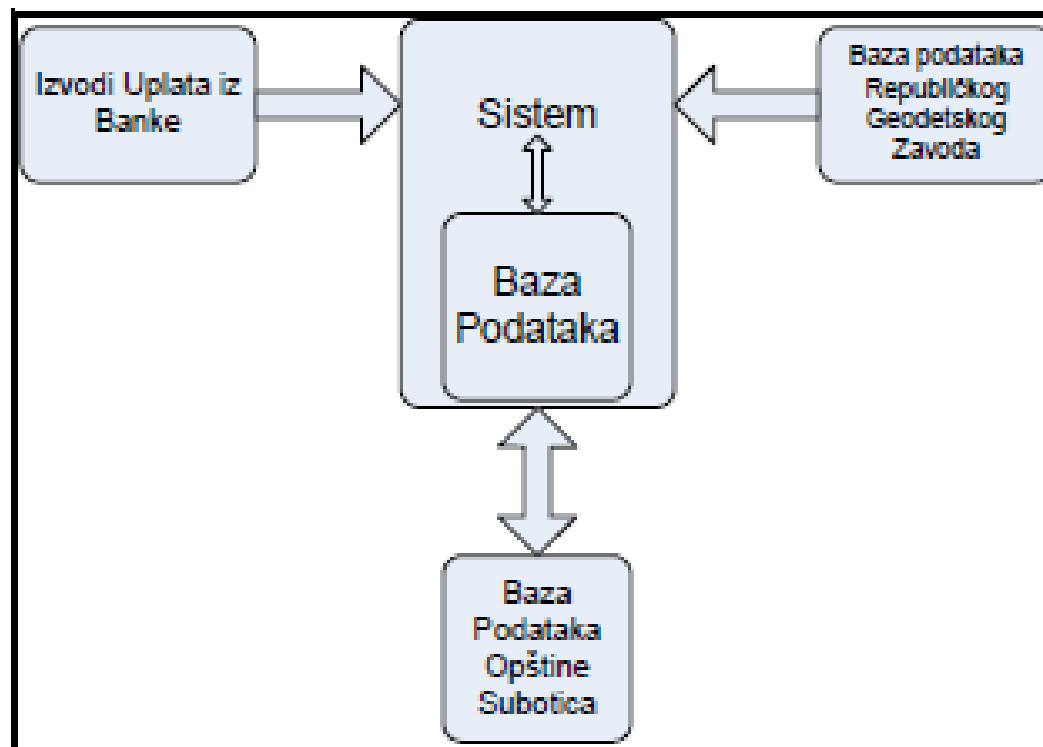 Izvodi Uplata iz
Banke
Sistem
Baza
Podataka
Baza podataka
Republičkog
Geodetskog
Zavoda
Baza
Podataka
Opštine
Subotica